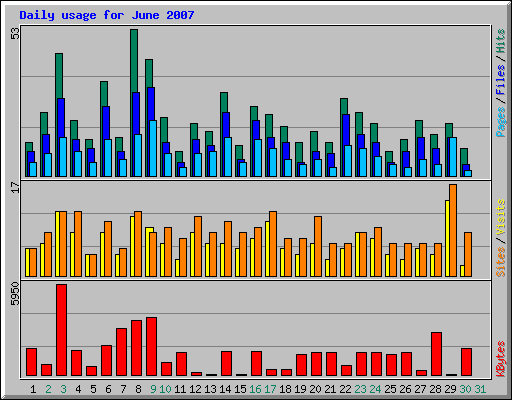 Daily usage for June 2007
53
Pages / Files / Hits
17
Sites / Visits
5950
KBytes
1 2 3 4 5 6 7 8 9 10 11 12 13 14 15 16 17 18 19 20 21 22 23 24 25 26 27 28 29 30 31